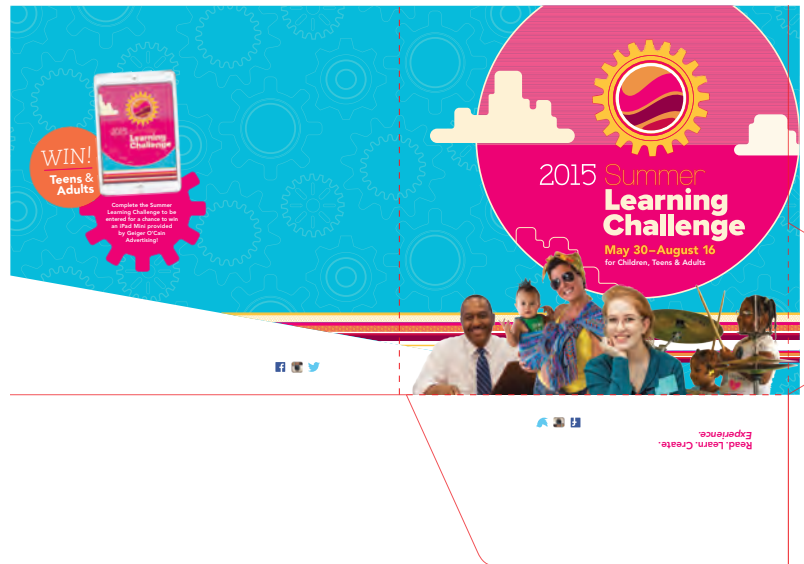 WIN!
Teens &
Adults
2015 Summer
Learning
Challenge
Complete the Summer
Learning Challenge to be
entered for a chance to win
an iPad Mini provided
by Geiger O'Cain
Advertising!
2015 Summer
Learning
Challenge
May 30–August 16
for Children, Teens & Adults
Read. Learn. Create.
Experience.